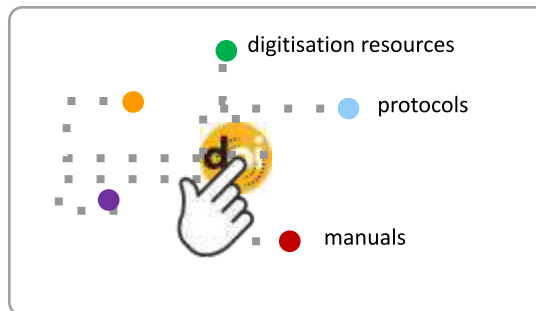 digitisation resources
protocols
d
manuals